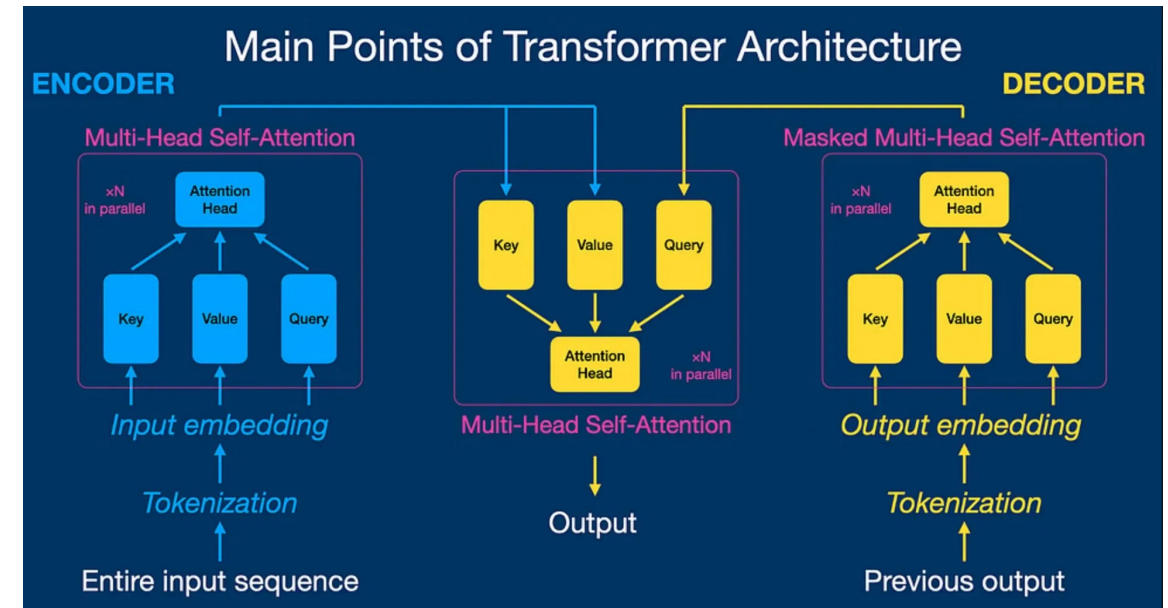 Main Points of Transformer Architecture
ENCODER
DECODER
Multi-Head Self-Attention
×N
in parallel
Attention
Head
Key
Value
Query
Input embedding
Tokenization
Entire input sequence
Key
Value
Query
Attention
Head
×N
in parallel
Multi-Head Self-Attention
Output
Masked Multi-Head Self-Attention
×N
in parallel
Attention
Head
Key
Value
Query
Output embedding
Tokenization
Previous output